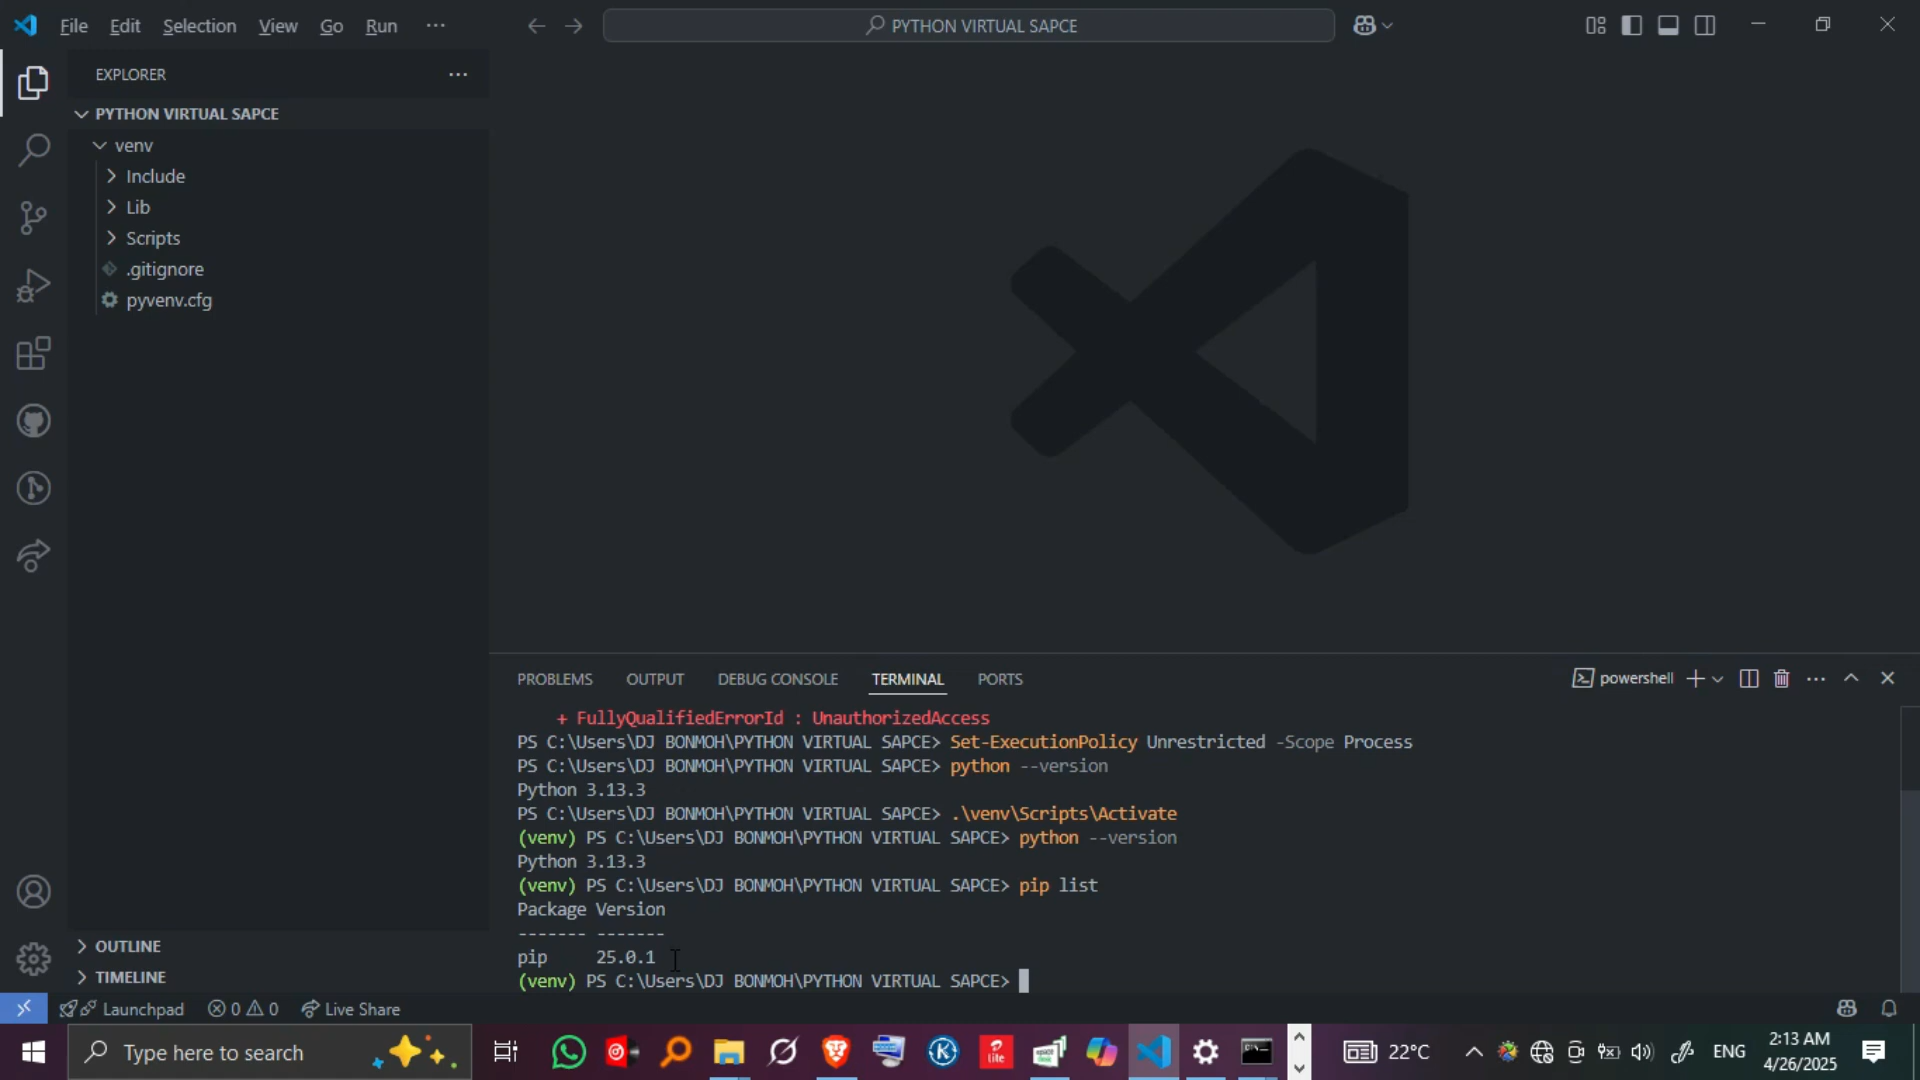 File Edit Selection View Go Run ···
PYTHON VIRTUAL SAPCE
EXPLORER
PYTHON VIRTUAL SAPCE
venv
Include
Lib
Scripts
.gitignore
pyvenv.cfg
PROBLEMS OUTPUT DEBUG CONSOLE TERMINAL PORTS
powershell
+ FullyQualifiedErrorId : UnauthorizedAccess
PS C:\Users\DJ BONMOH\PYTHON VIRTUAL SAPCE> Set-ExecutionPolicy Unrestricted -Scope Process
PS C:\Users\DJ BONMOH\PYTHON VIRTUAL SAPCE> python --version
Python 3.13.3
PS C:\Users\DJ BONMOH\PYTHON VIRTUAL SAPCE> .\venv\Scripts\Activate
(venv) PS C:\Users\DJ BONMOH\PYTHON VIRTUAL SAPCE> python --version
Python 3.13.3
(venv) PS C:\Users\DJ BONMOH\PYTHON VIRTUAL SAPCE> pip list
Package Version
------- -------
pip     25.0.1
(venv) PS C:\Users\DJ BONMOH\PYTHON VIRTUAL SAPCE>
OUTLINE
TIMELINE
Launchpad 0 0 Live Share
Type here to search
lite
22°C
ENG
2:13 AM
4/26/2025